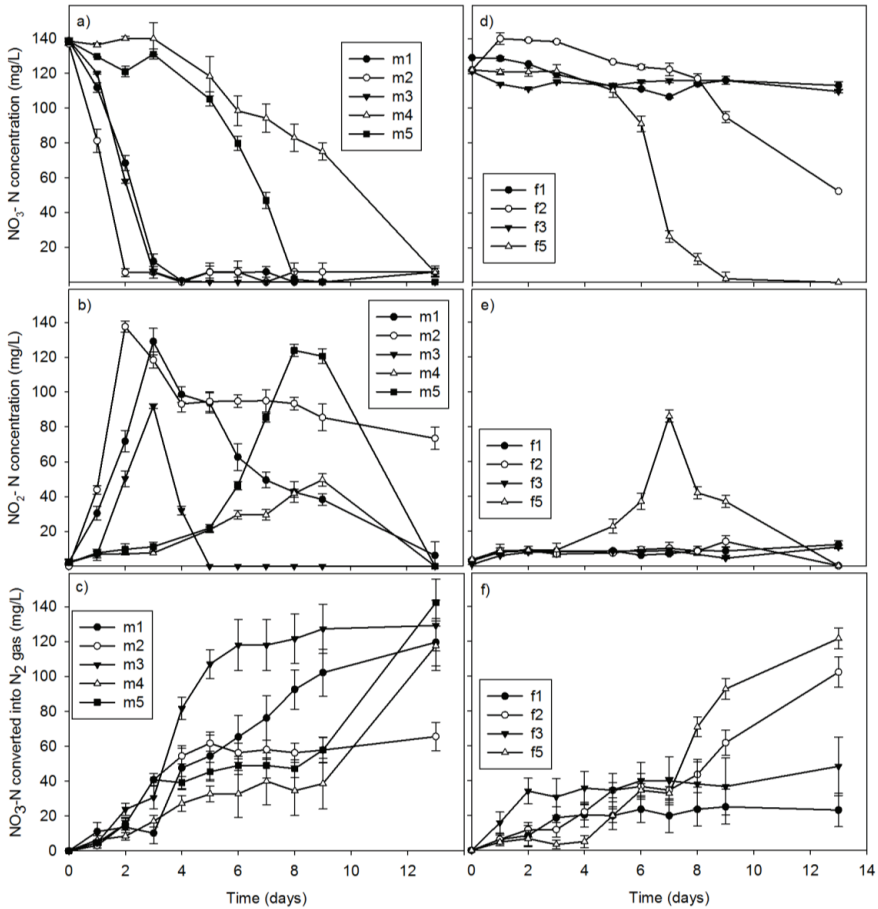 a)
NO3- N concentration (mg/L)
140
120
100
80
60
40
20
m1
m2
m3
m4
m5
d)
f1
f2
f3
f5
b)
NO2- N concentration (mg/L)
140
120
100
80
60
40
20
m1
m2
m3
m4
m5
e)
f1
f2
f3
f5
c)
NO3-N converted into N2 gas (mg/L)
140
120
100
80
60
40
20
0
m1
m2
m3
m4
m5
f)
f1
f2
f3
f5
0 2 4 6 8 10 12
0 2 4 6 8 10 12 14
Time (days)
Time (days)